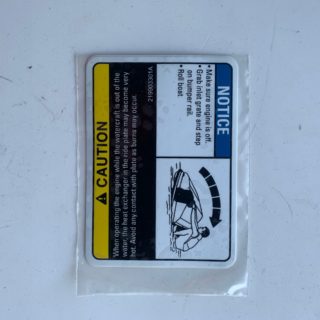 NOTICE
• Make sure engine is off.
• Grab inlet grate and step
on bumper rail.
• Roll boat
⚠ CAUTION
When operating the engine while the watercraft is out of the
water, the heat exchanger in the ride plate may become very
hot. Avoid any contact with plate as burns may occur.
219903361A